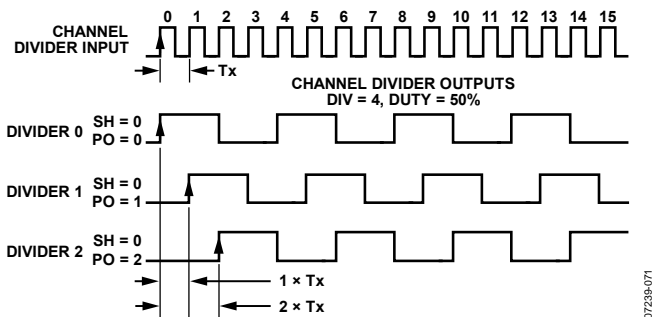 0 1 2 3 4 5 6 7 8 9 10 11 12 13 14 15
CHANNEL
DIVIDER INPUT
Tx
CHANNEL DIVIDER OUTPUTS
DIV = 4, DUTY = 50%
DIVIDER 0
SH = 0
PO = 0
DIVIDER 1
SH = 0
PO = 1
DIVIDER 2
SH = 0
PO = 2
1 × Tx
2 × Tx
07239-071